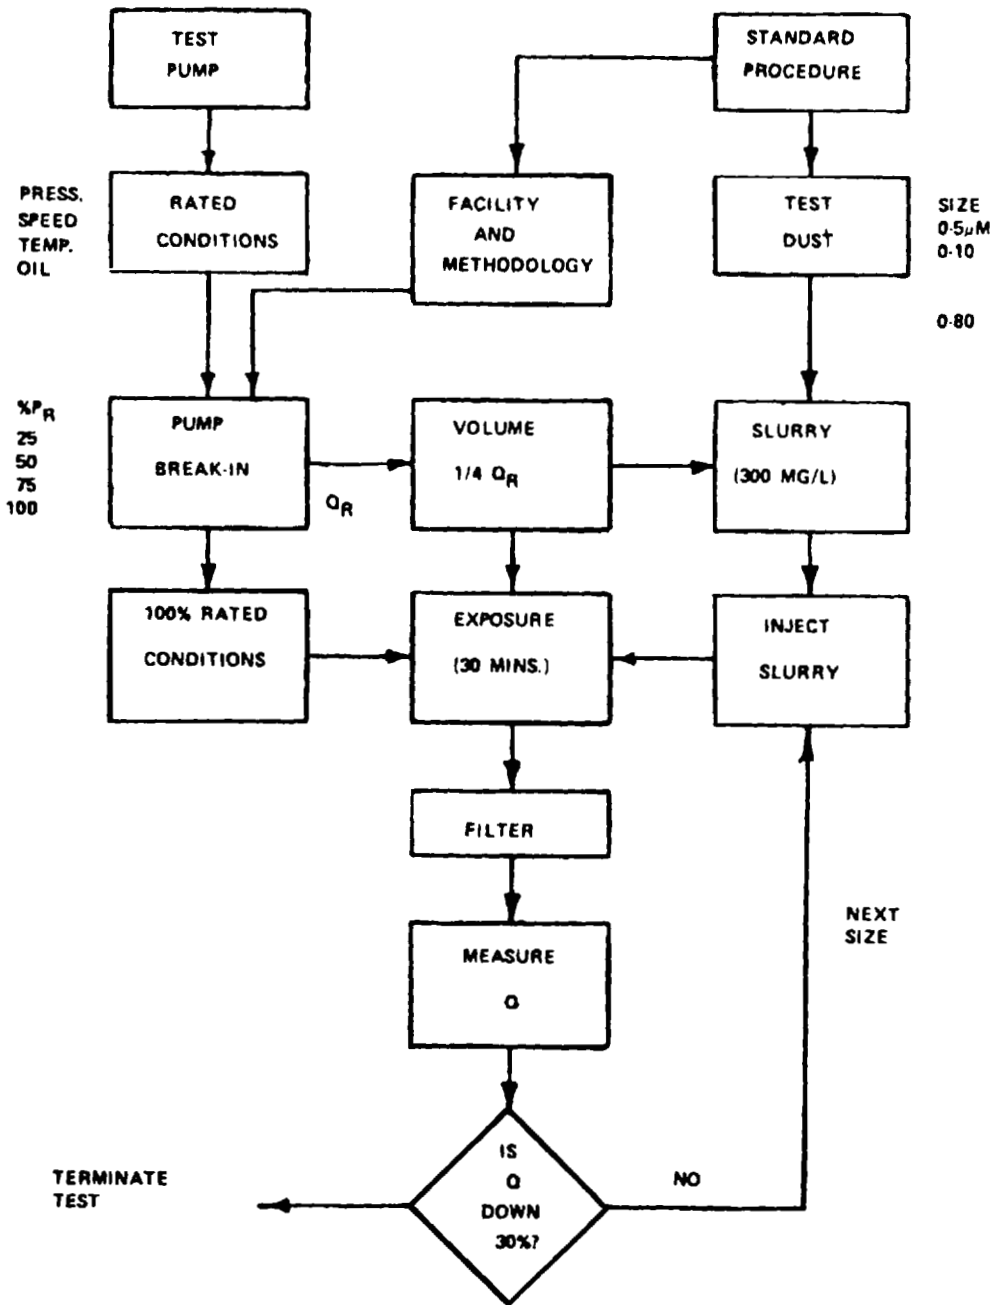 TEST
PUMP
STANDARD
PROCEDURE
PRESS.
SPEED
TEMP.
OIL
RATED
CONDITIONS
FACILITY
AND
METHODOLOGY
TEST
DUST
SIZE
0.5µM
0-10
0-80
%PR
25
50
75
100
PUMP
BREAK-IN
QR
VOLUME
1/4 QR
SLURRY
(300 MG/L)
100% RATED
CONDITIONS
EXPOSURE
(30 MINS.)
INJECT
SLURRY
FILTER
MEASURE
Q
NEXT
SIZE
IS
Q
DOWN
30%?
NO
TERMINATE
TEST